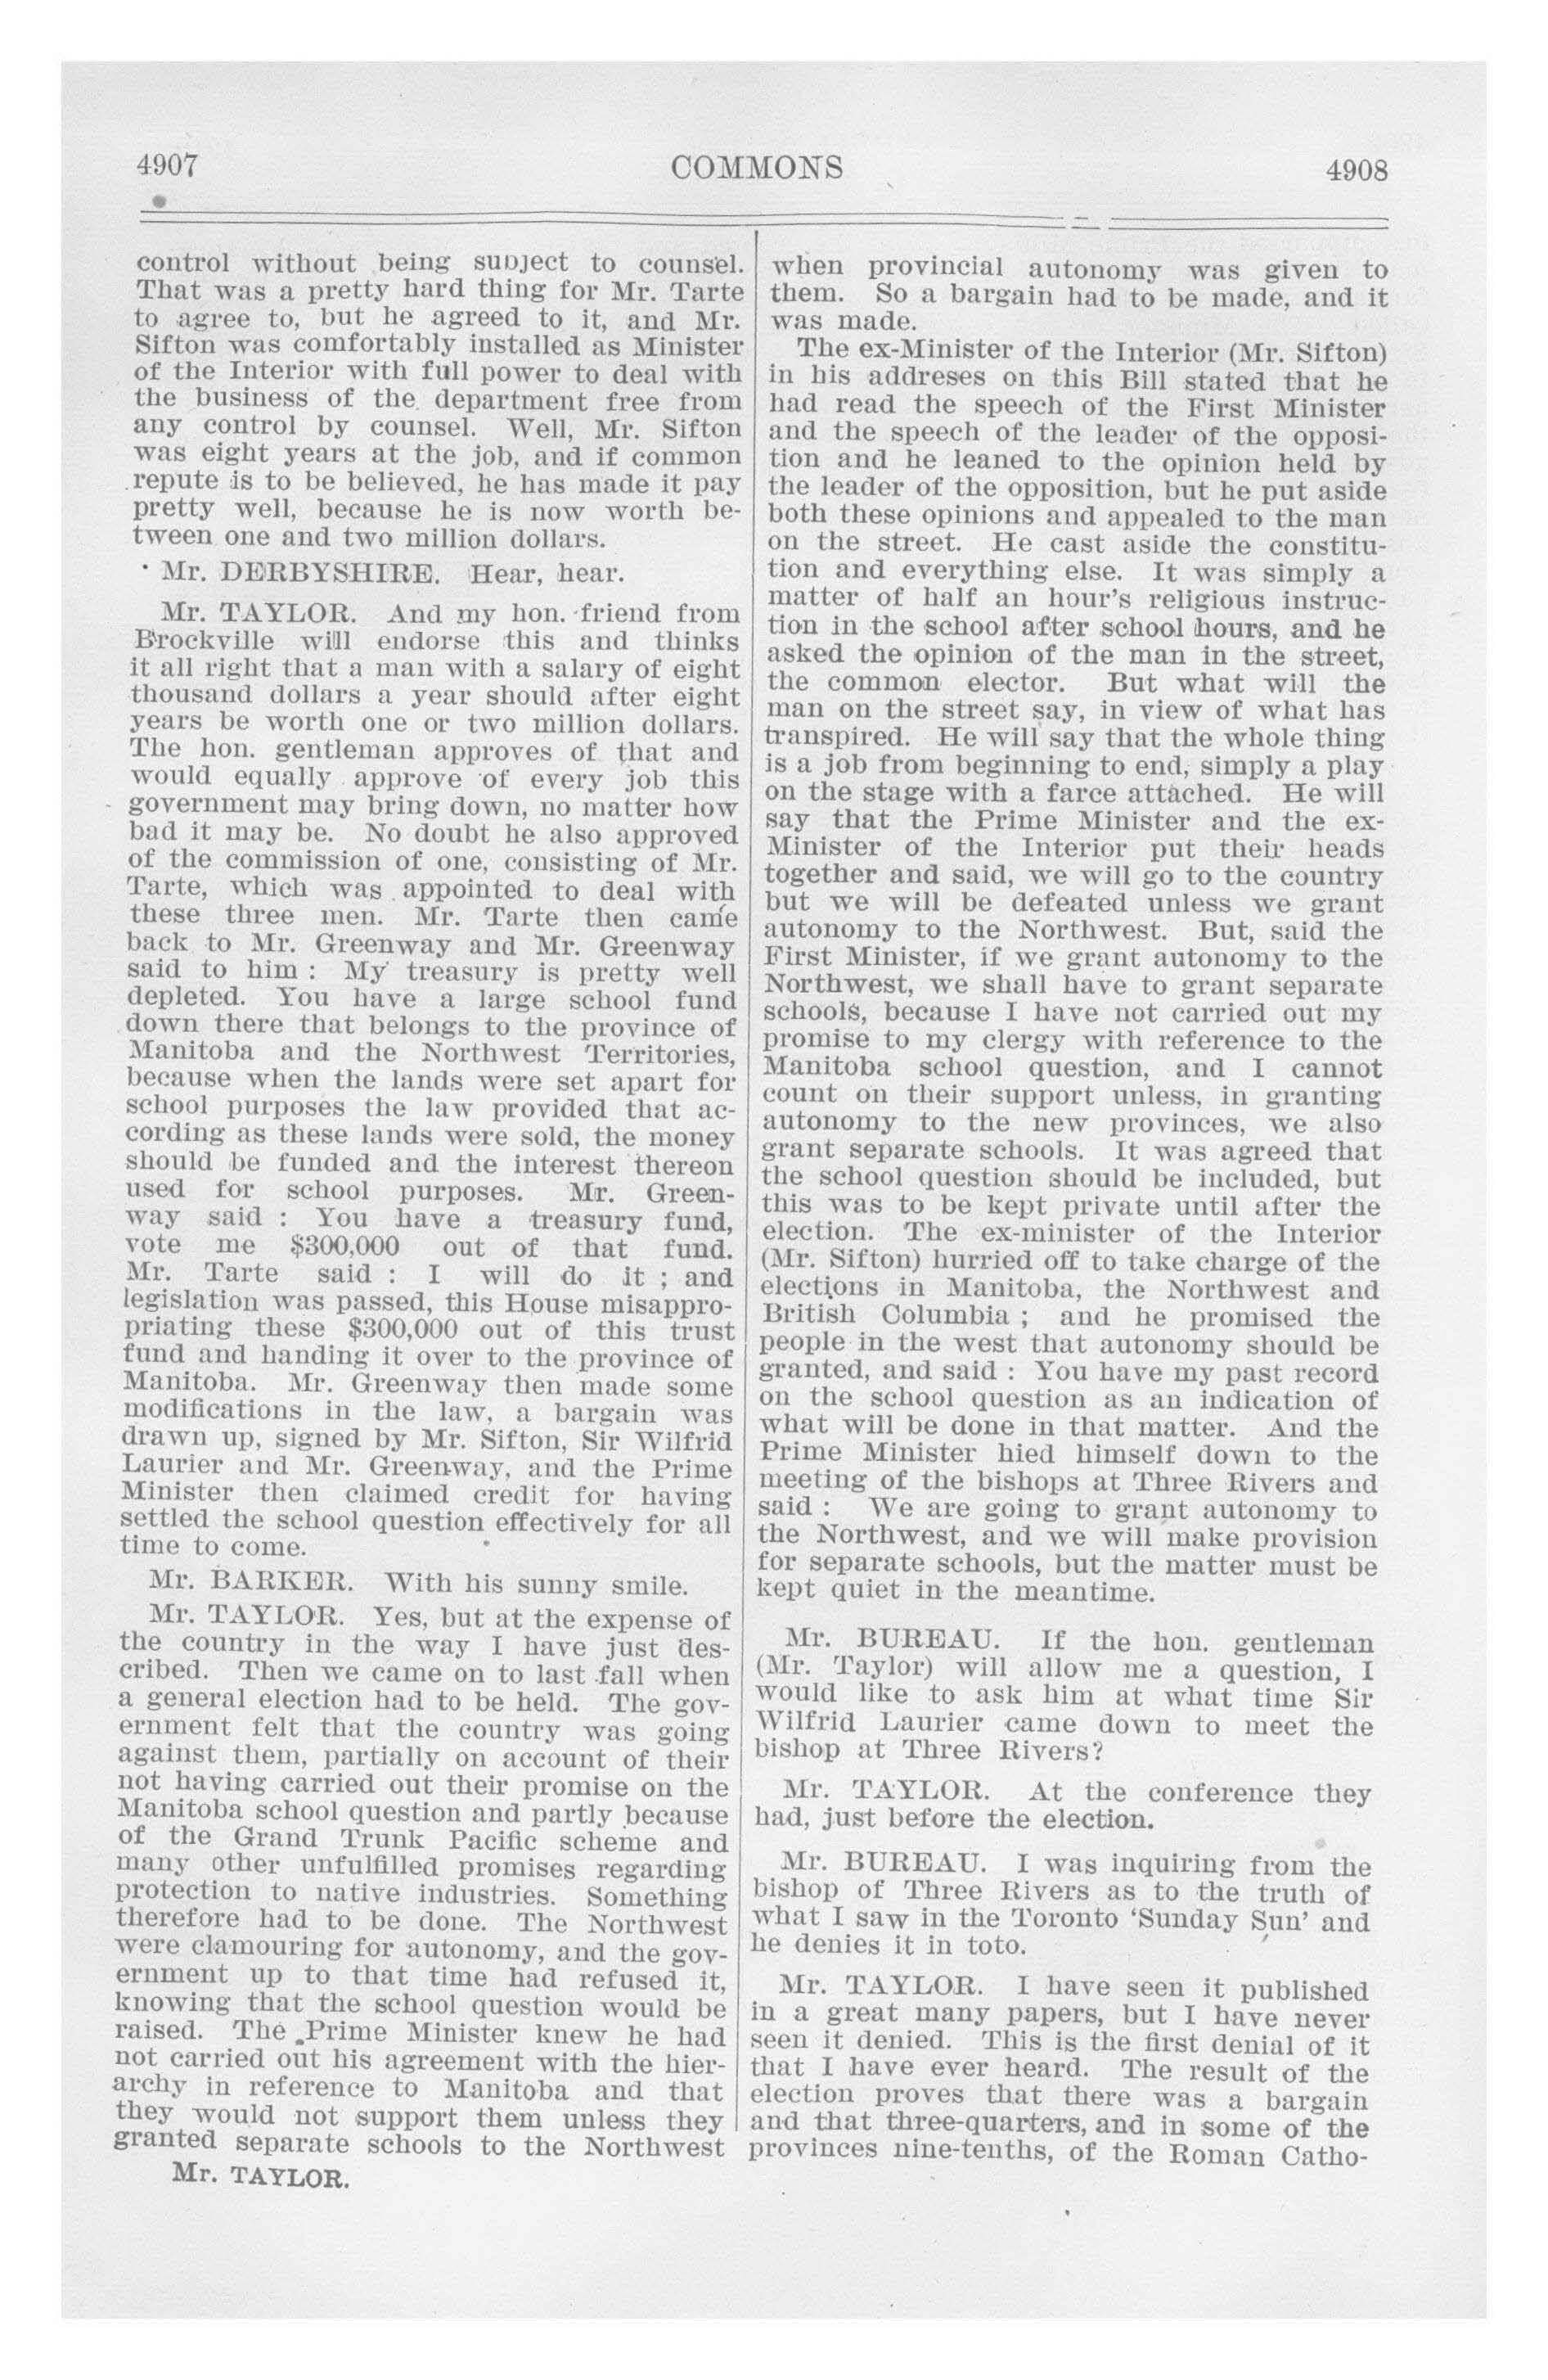 4907
COMMONS
4908
control without being subject to counsel.
That was a pretty hard thing for Mr. Tarte
to agree to, but he agreed to it, and Mr.
Sifton was comfortably installed as Minister
of the Interior with full power to deal with
the business of the department free from
any control by counsel. Well, Mr. Sifton
was eight years at the job, and if common
repute is to be believed, he has made it pay
pretty well, because he is now worth be-
tween one and two million dollars.
Mr. DERBYSHIRE. Hear, hear.
Mr. TAYLOR. And my hon. friend from
Brockville will endorse this and thinks
it all right that a man with a salary of eight
thousand dollars a year should after eight
years be worth one or two million dollars.
The hon. gentleman approves of that and
would equally approve of every job this
government may bring down, no matter how
bad it may be. No doubt he also approved
of the commission of one, consisting of Mr.
Tarte, which was appointed to deal with
these three men. Mr. Tarte then came
back to Mr. Greenway and Mr. Greenway
said to him : My treasury is pretty well
depleted. You have a large school fund
down there that belongs to the province of
Manitoba and the Northwest Territories,
because when the lands were set apart for
school purposes the law provided that ac-
cording as these lands were sold, the money
should be funded and the interest thereon
used for school purposes. Mr. Green-
way said : You have a treasury fund,
vote me $300,000 out of that fund.
Mr. Tarte said : I will do it ; and
legislation was passed, this House misappro-
priating these $300,000 out of this trust
fund and handing it over to the province of
Manitoba. Mr. Greenway then made some
modifications in the law, a bargain was
drawn up, signed by Mr. Sifton, Sir Wilfrid
Laurier and Mr. Greenway, and the Prime
Minister then claimed credit for having
settled the school question effectively for all
time to come.
Mr. BARKER. With his sunny smile.
Mr. TAYLOR. Yes, but at the expense of
the country in the way I have just des-
cribed. Then we came on to last fall when
a general election had to be held. The gov-
ernment felt that the country was going
against them, partially on account of their
not having carried out their promise on the
Manitoba school question and partly because
of the Grand Trunk Pacific scheme and
many other unfulfilled promises regarding
protection to native industries. Something
therefore had to be done. The Northwest
were clamouring for autonomy, and the gov-
ernment up to that time had refused it,
knowing that the school question would be
raised. The Prime Minister knew he had
not carried out his agreement with the hier-
archy in reference to Manitoba and that
they would not support them unless they
granted separate schools to the Northwest
Mr. TAYLOR.
when provincial autonomy was given to
them. So a bargain had to be made, and it
was made.
The ex-Minister of the Interior (Mr. Sifton)
in his addreses on this Bill stated that he
had read the speech of the First Minister
and the speech of the leader of the opposi-
tion and he leaned to the opinion held by
the leader of the opposition, but he put aside
both these opinions and appealed to the man
on the street. He cast aside the constitu-
tion and everything else. It was simply a
matter of half an hour's religious instruc-
tion in the school after school hours, and he
asked the opinion of the man in the street,
the common elector. But what will the
man on the street say, in view of what has
transpired. He will say that the whole thing
is a job from beginning to end, simply a play
on the stage with a farce attached. He will
say that the Prime Minister and the ex-
Minister of the Interior put their heads
together and said, we will go to the country
but we will be defeated unless we grant
autonomy to the Northwest. But, said the
First Minister, if we grant autonomy to the
Northwest, we shall have to grant separate
schools, because I have not carried out my
promise to my clergy with reference to the
Manitoba school question, and I cannot
count on their support unless, in granting
autonomy to the new provinces, we also
grant separate schools. It was agreed that
the school question should be included, but
this was to be kept private until after the
election. The ex-minister of the Interior
(Mr. Sifton) hurried off to take charge of the
elections in Manitoba, the Northwest and
British Columbia ; and he promised the
people in the west that autonomy should be
granted, and said : You have my past record
on the school question as an indication of
what will be done in that matter. And the
Prime Minister hied himself down to the
meeting of the bishops at Three Rivers and
said : We are going to grant autonomy to
the Northwest, and we will make provision
for separate schools, but the matter must be
kept quiet in the meantime.
Mr. BUREAU. If the hon. gentleman
(Mr. Taylor) will allow me a question, I
would like to ask him at what time Sir
Wilfrid Laurier came down to meet the
bishop at Three Rivers?
Mr. TAYLOR. At the conference they
had, just before the election.
Mr. BUREAU. I was inquiring from the
bishop of Three Rivers as to the truth of
what I saw in the Toronto 'Sunday Sun' and
he denies it in toto.
Mr. TAYLOR. I have seen it published
in a great many papers, but I have never
seen it denied. This is the first denial of it
that I have ever heard. The result of the
election proves that there was a bargain
and that three-quarters, and in some of the
provinces nine-tenths, of the Roman Catho-